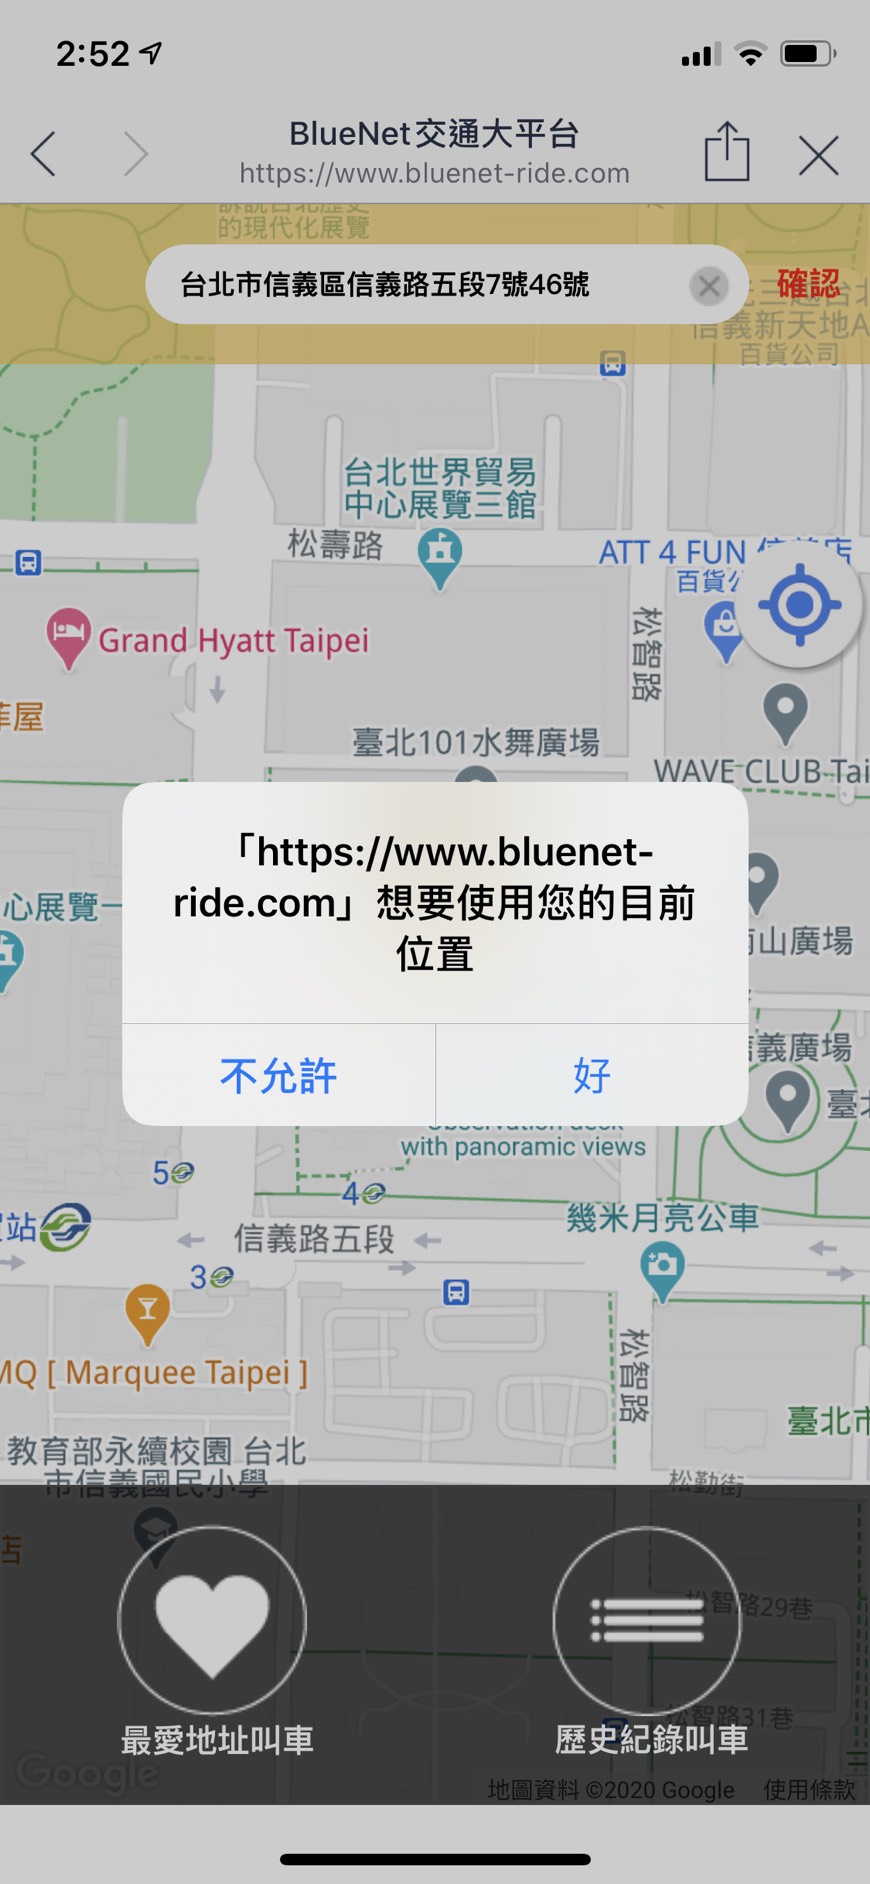 2:52
BlueNet交通大平台
https://www.bluenet-ride.com
的現代化展覽
台北市信義區信義路五段7號46號
確認
信義新天地A
百貨公司
台北世界貿易
中心展覽三館
松壽路
ATT 4 FUN 信義店
百貨公
Grand Hyatt Taipei
松智路
屋
臺北101水舞廣場
WAVE CLUB Tai
「https://www.bluenet-
ride.com」想要使用您的目前
位置
心展覽一
山廣場
不允許
好
義廣場
臺北
Observation deck
with panoramic views
5
4
站
信義路五段
幾米月亮公車
3
MQ [ Marquee Taipei ]
松智路
臺北市
教育部永續校園 台北
市信義國民小學
松勤街
店
松智路29巷
松智路31巷
最愛地址叫車
歷史紀錄叫車
Google
地圖資料 ©2020 Google
使用條款